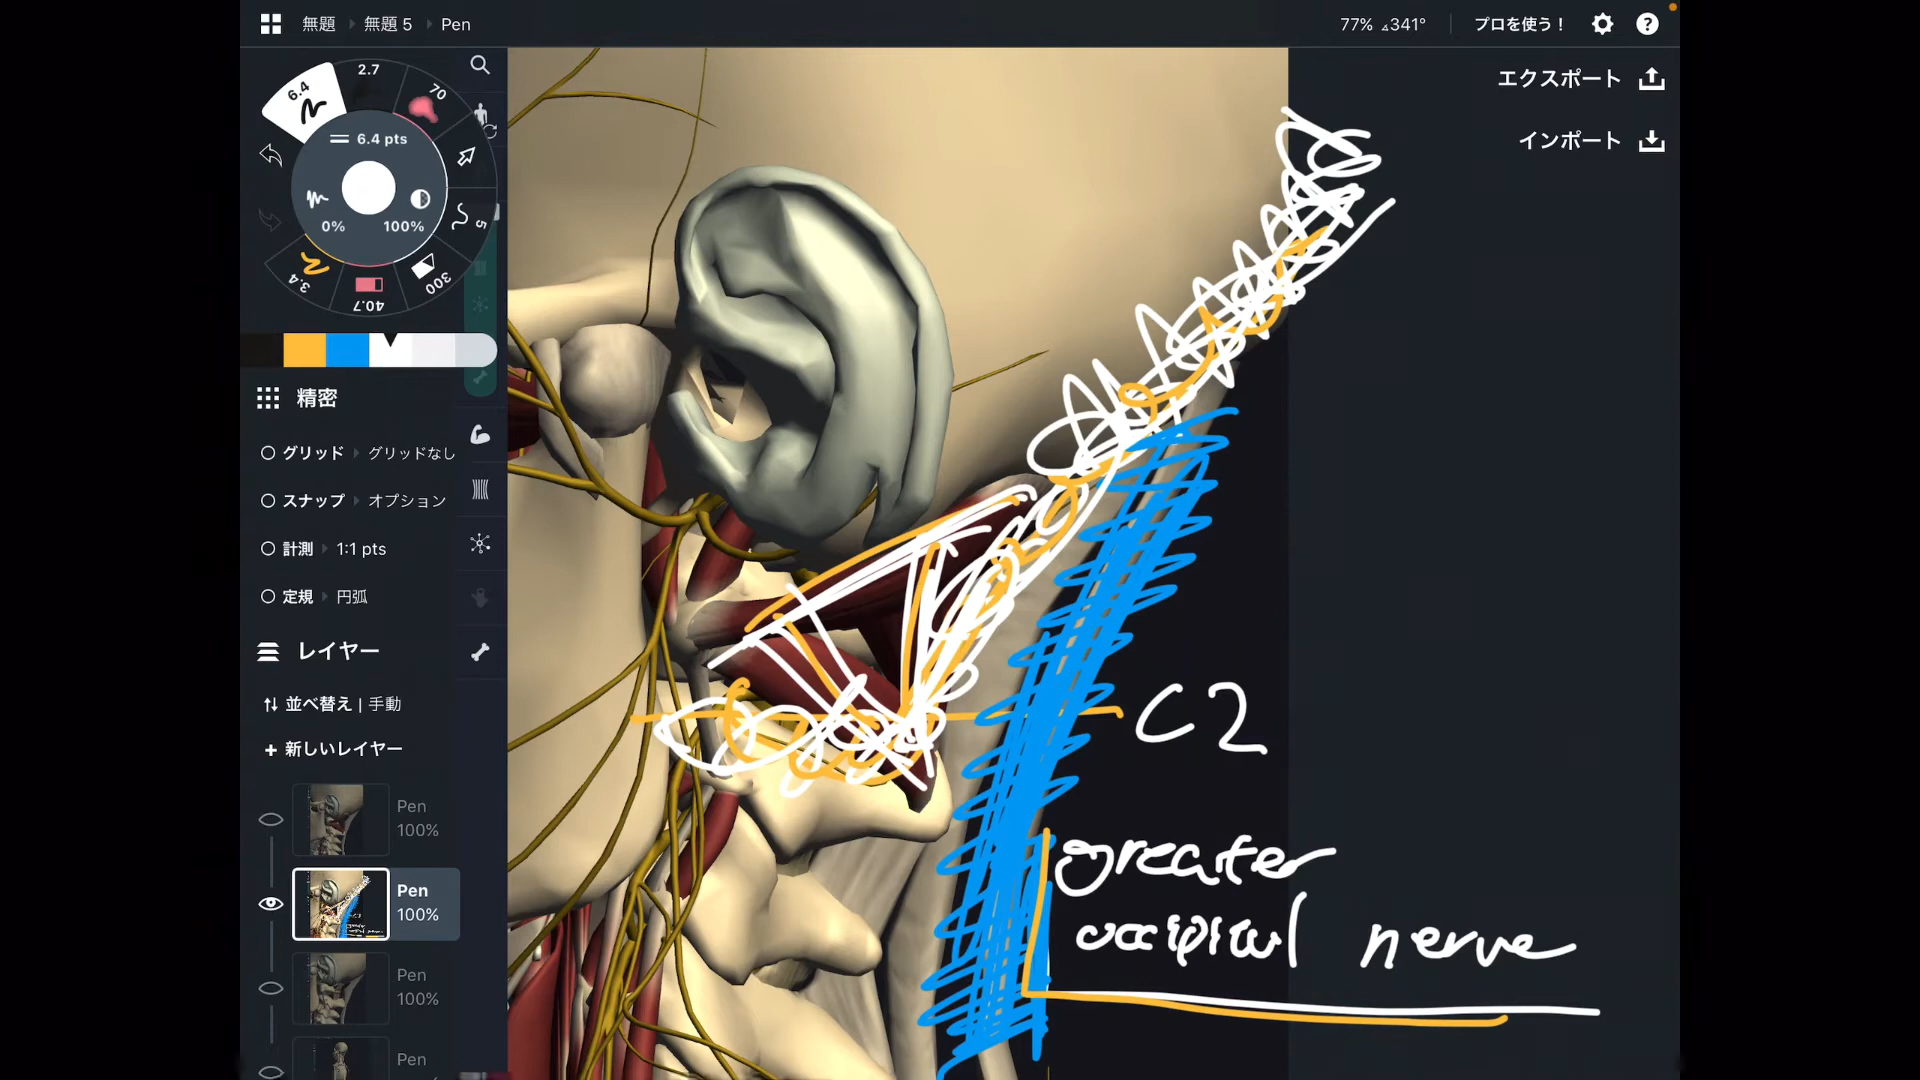 無題 無題 5 Pen
77% ⊿341°
プロを使う！
エクスポート
インポート
6.4
2.7
70
5
300
40.7
3.4
6.4 pts
0% 100%
精密
グリッド グリッドなし
スナップ オプション
計測 1:1 pts
定規 円弧
レイヤー
並べ替え | 手動
+ 新しいレイヤー
Pen
100%
Pen
100%
Pen
100%
Pen
C2
greater
occipital nerve